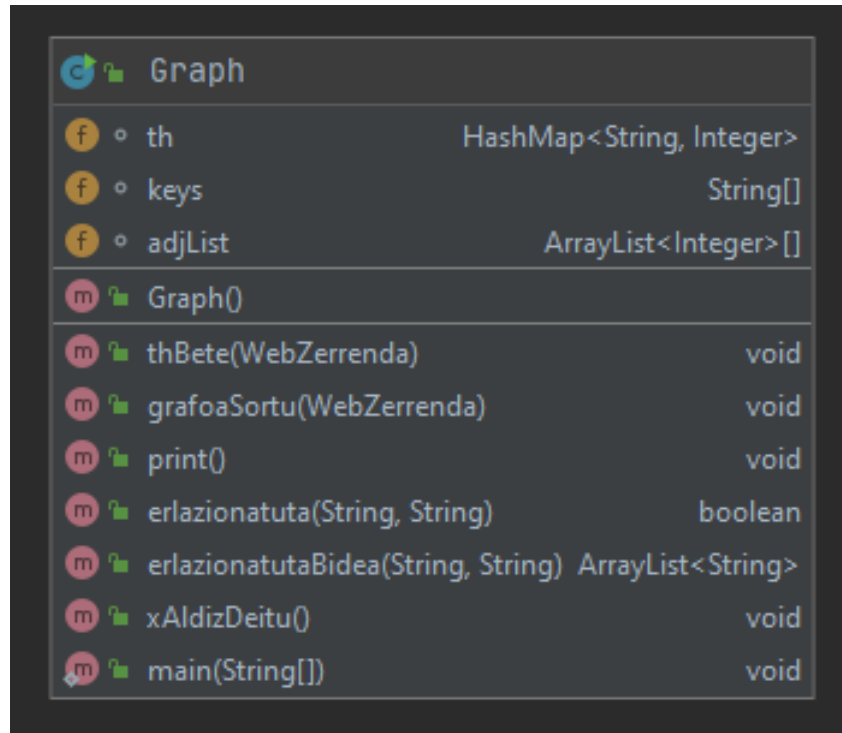 Graph
th HashMap<String, Integer>
keys String[]
adjList ArrayList<Integer>[]
Graph()
thBete(WebZerrenda) void
grafoaSortu(WebZerrenda) void
print() void
erlazionatuta(String, String) boolean
erlazionatutaBidea(String, String) ArrayList<String>
xAldizDeitu() void
main(String[]) void